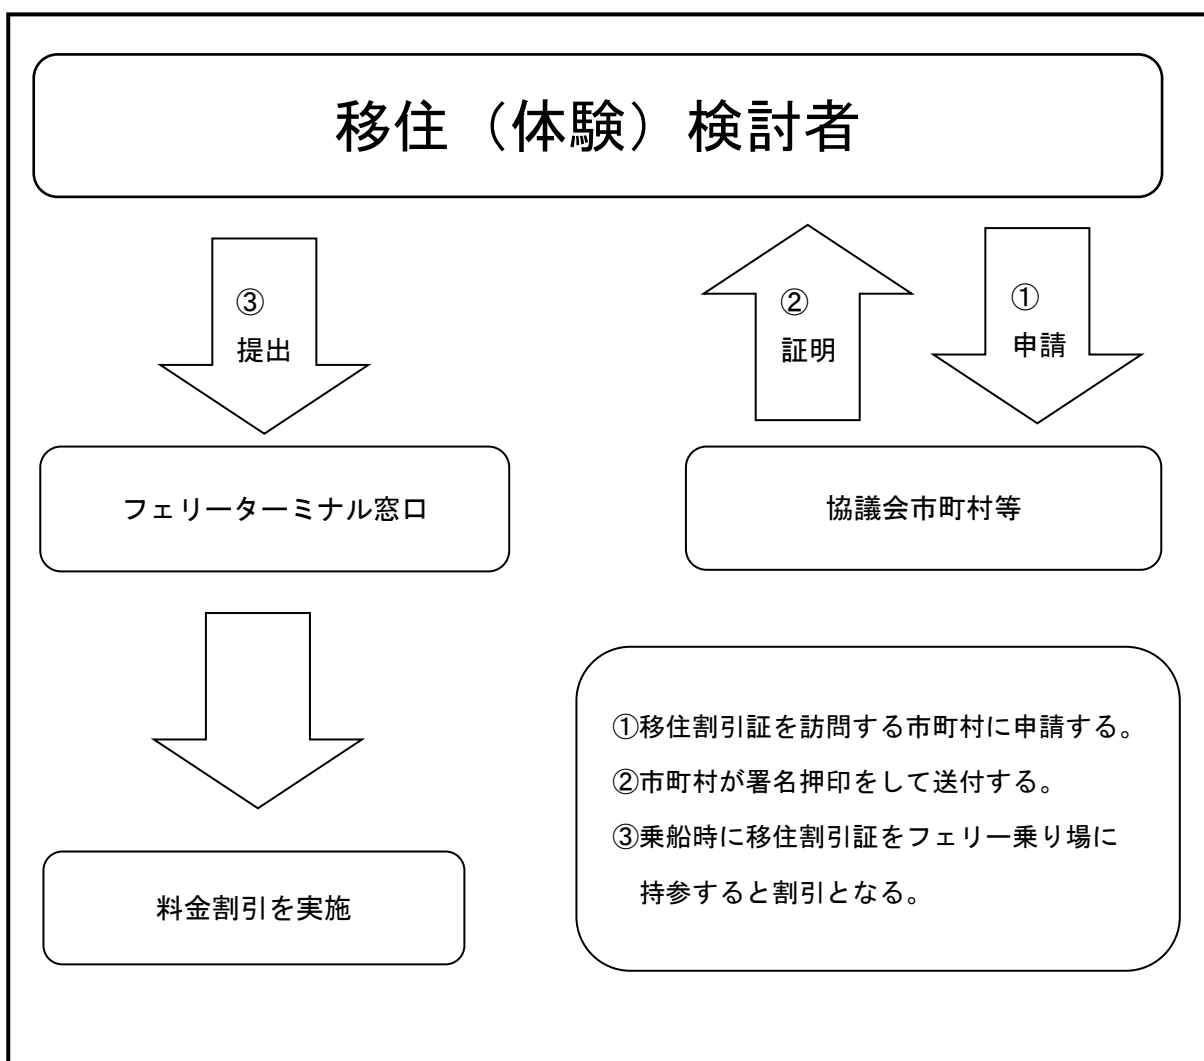 移住（体験）検討者
③
提出
②
証明
①
申請
フェリーターミナル窓口
協議会市町村等
①移住割引証を訪問する市町村に申請する。
②市町村が署名押印をして送付する。
③乗船時に移住割引証をフェリー乗り場に
持参すると割引となる。
料金割引を実施